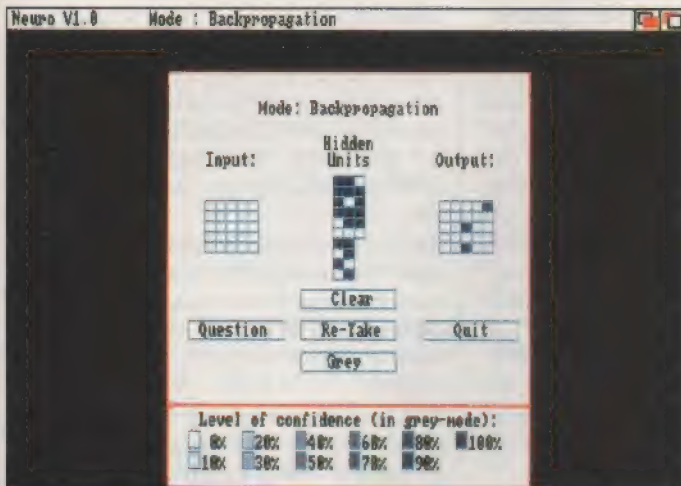 Neuro V1.0 Mode : Backpropagation
Mode: Backpropagation
Input:
Hidden
Units
Output:
Clear
Question
Re-Take
Quit
Grey
Level of confidence (in grey-mode):
0% 20% 40% 60% 80% 100%
10% 30% 50% 70% 90%